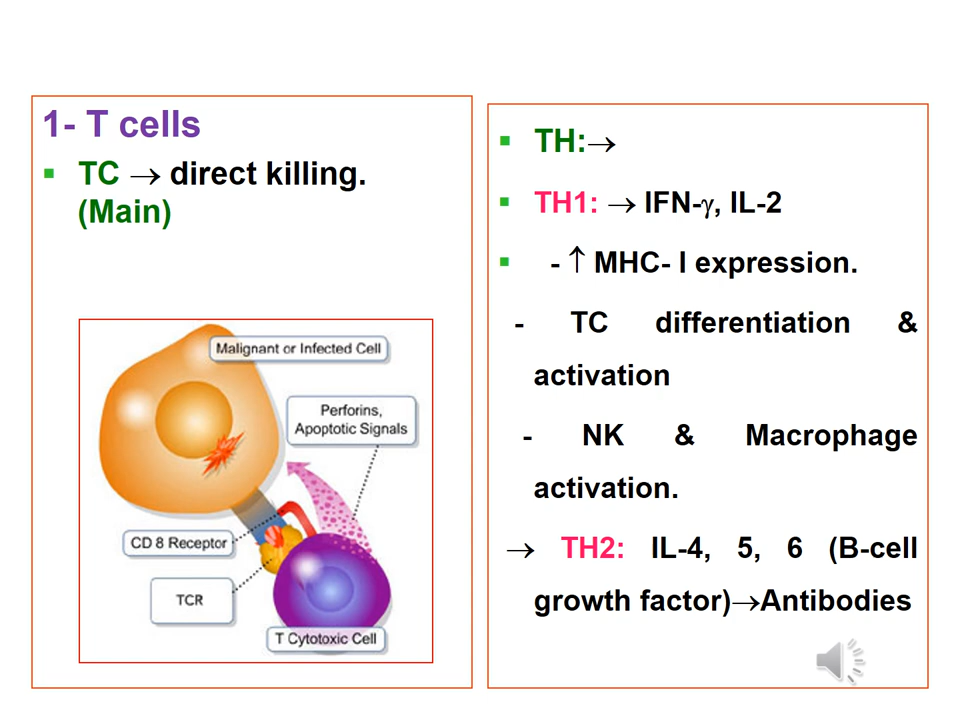 1- T cells
▪ TC → direct killing.
(Main)
Malignant or Infected Cell
Perforins,
Apoptotic Signals
CD 8 Receptor
TCR
T Cytotoxic Cell
▪ TH:→
▪ TH1: → IFN-γ, IL-2
▪ - ↑ MHC- I expression.
- TC differentiation &
activation
- NK & Macrophage
activation.
→ TH2: IL-4, 5, 6 (B-cell
growth factor)→Antibodies